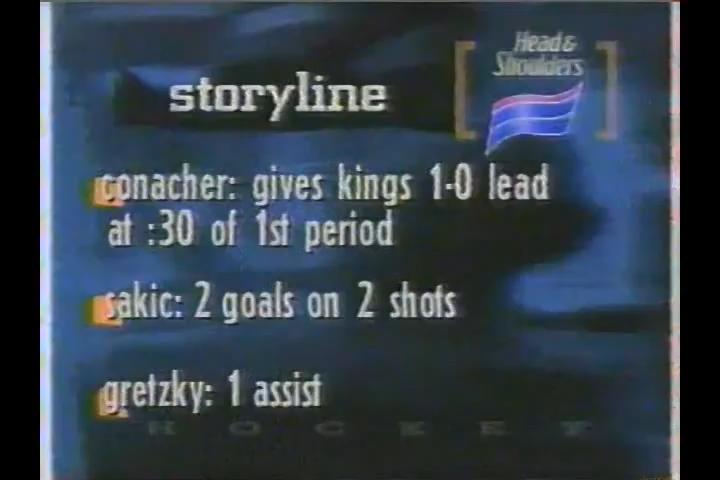 Head &
Shoulders
storyline
conacher: gives kings 1-0 lead
at :30 of 1st period
sakic: 2 goals on 2 shots
gretzky: 1 assist
HOCKEY